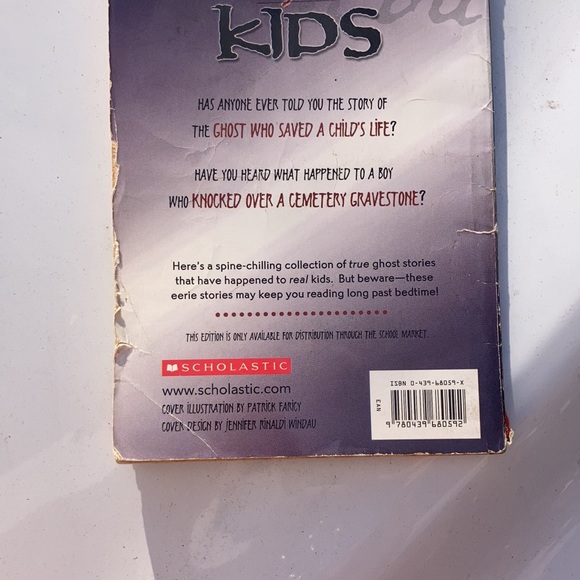 KIDS
HAS ANYONE EVER TOLD YOU THE STORY OF
THE GHOST WHO SAVED A CHILD'S LIFE?
HAVE YOU HEARD WHAT HAPPENED TO A BOY
WHO KNOCKED OVER A CEMETERY GRAVESTONE?
Here's a spine-chilling collection of true ghost stories
that have happened to real kids. But beware—these
eerie stories may keep you reading long past bedtime!
THIS EDITION IS ONLY AVAILABLE FOR DISTRIBUTION THROUGH THE SCHOOL MARKET.
SCHOLASTIC
www.scholastic.com
COVER ILLUSTRATION BY PATRICK FARICY
COVER DESIGN BY JENNIFER RINALDI WINDAU
ISBN 0-439-68059-X
EAN
9 780439 680592